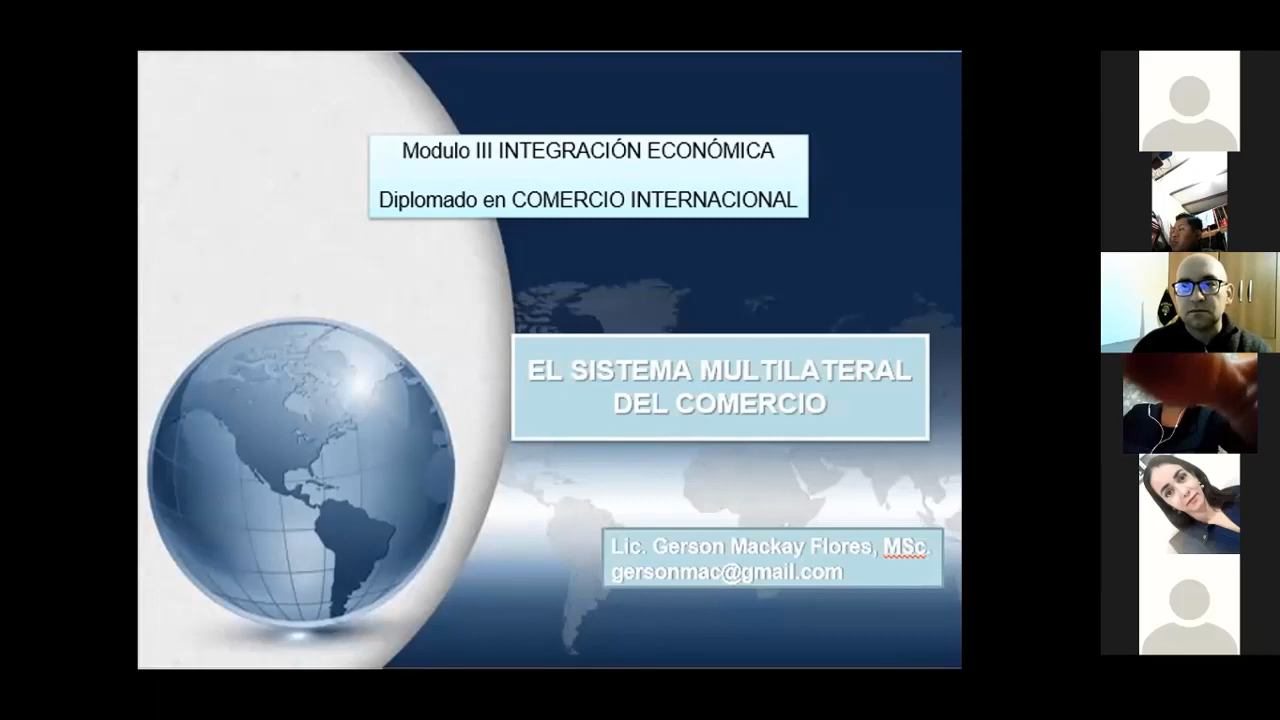 Modulo III INTEGRACIÓN ECONÓMICA
Diplomado en COMERCIO INTERNACIONAL
EL SISTEMA MULTILATERAL
DEL COMERCIO
Lic. Gerson Mackay Flores, MSc.
gersonmac@gmail.com